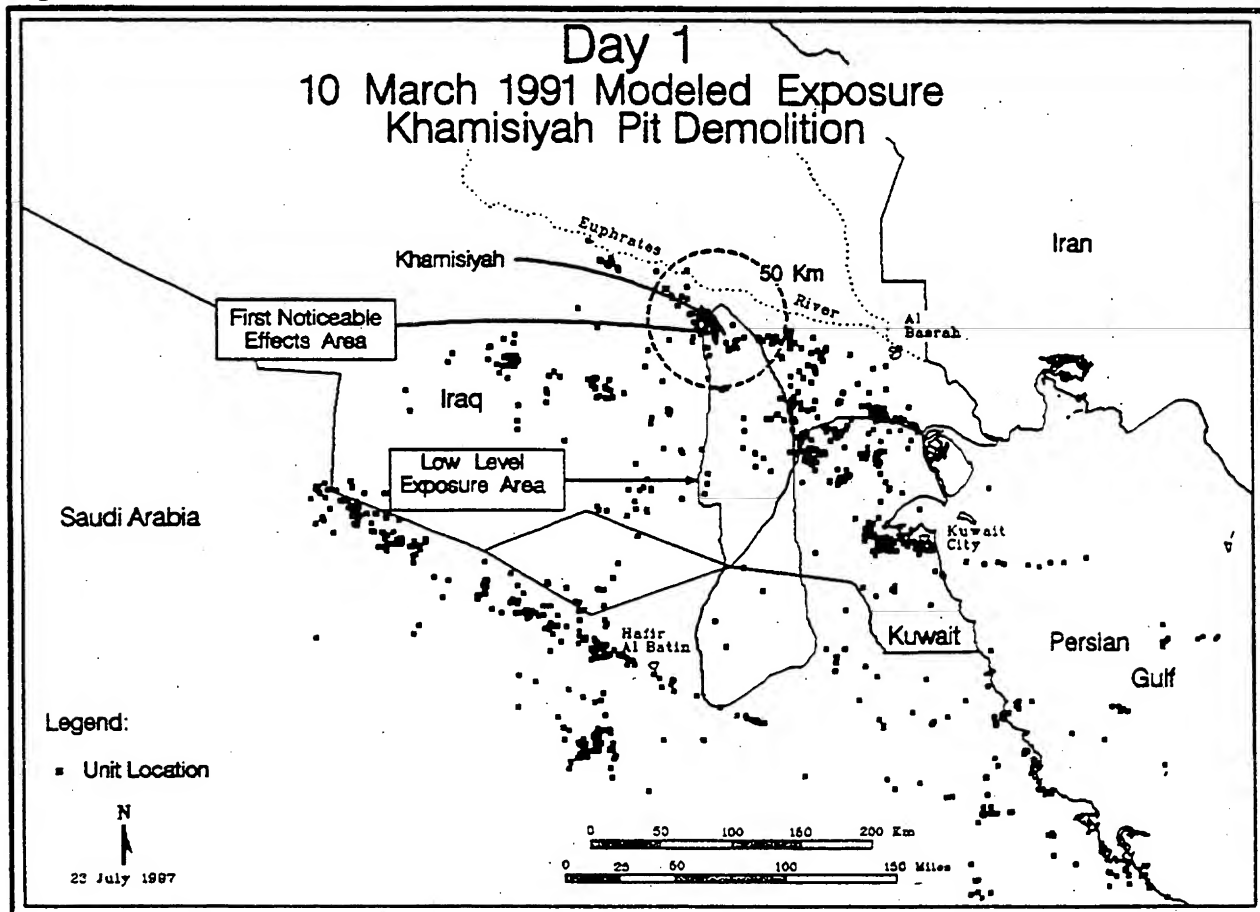 Day 1
10 March 1991 Modeled Exposure
Khamisiyah Pit Demolition
Euphrates
River
Iran
Khamisiyah
50 Km
First Noticeable
Effects Area
Al
Basrah
Iraq
Low Level
Exposure Area
Saudi Arabia
Kuwait
City
Hafir
Al Batin
Kuwait
Persian
Gulf
Legend:
Unit Location
N
23 July 1997
0 50 100 150 200 Km
0 25 50 100 150 Miles